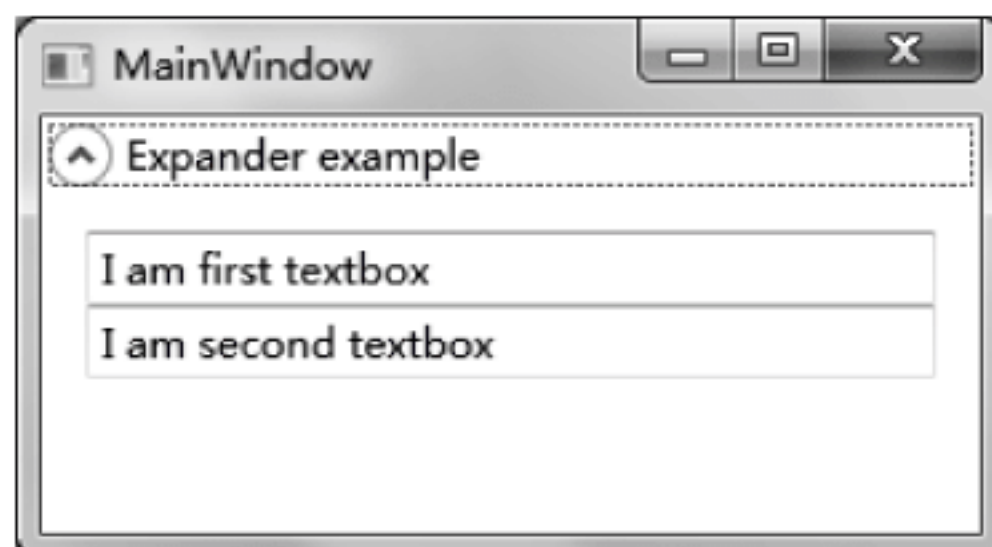 MainWindow
Expander example
I am first textbox
I am second textbox